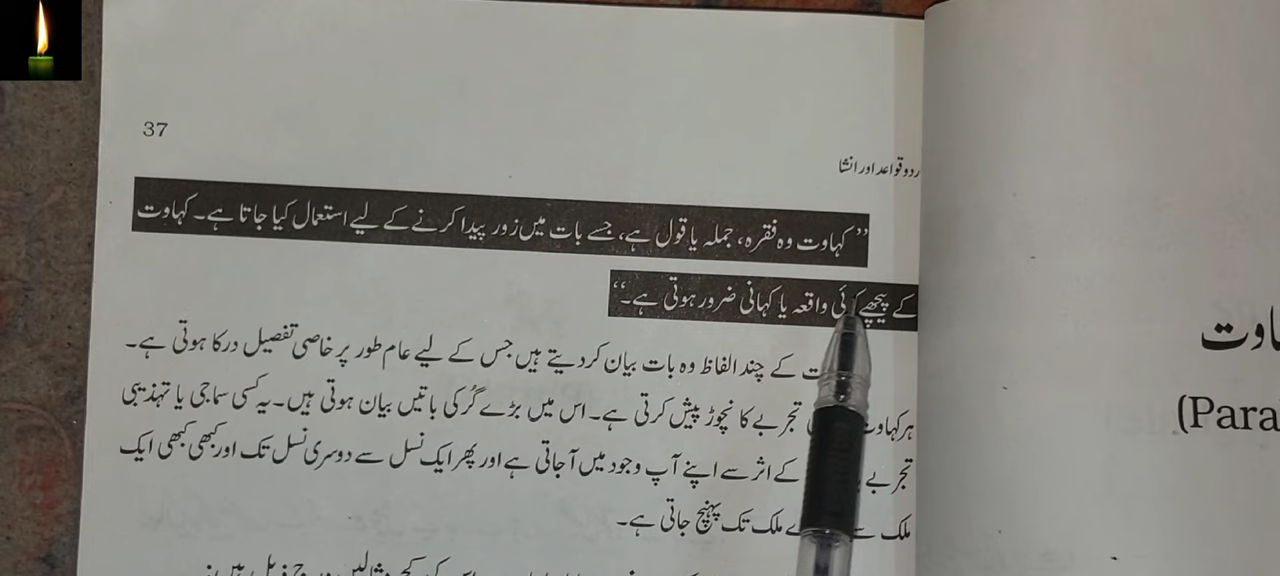 37
ردو قواعد اور انشا
’’ کہاوت وہ فقرہ، جملہ یا قول ہے، جسے بات میں زور پیدا کرنے کے لیے استعمال کیا جاتا ہے۔ کہاوت
کے پیچھے کوئی واقعہ یا کہانی ضرور ہوتی ہے۔‘‘
کے چند الفاظ وہ بات بیان کردیتے ہیں جس کے لیے عام طور پر خاصی تفصیل درکار ہوتی ہے۔
تجربے کا نچوڑ پیش کرتی ہے۔ اس میں بڑے گُر کی باتیں بیان ہوتی ہیں۔ یہ کسی سماجی یا تہذیبی
تجربے کے اثر سے اپنے آپ وجود میں آجاتی ہے اور پھر ایک نسل سے دوسری نسل تک اور کبھی کبھی ایک
ملک ملک تک پہنچ جاتی ہے۔
اوت
(Para